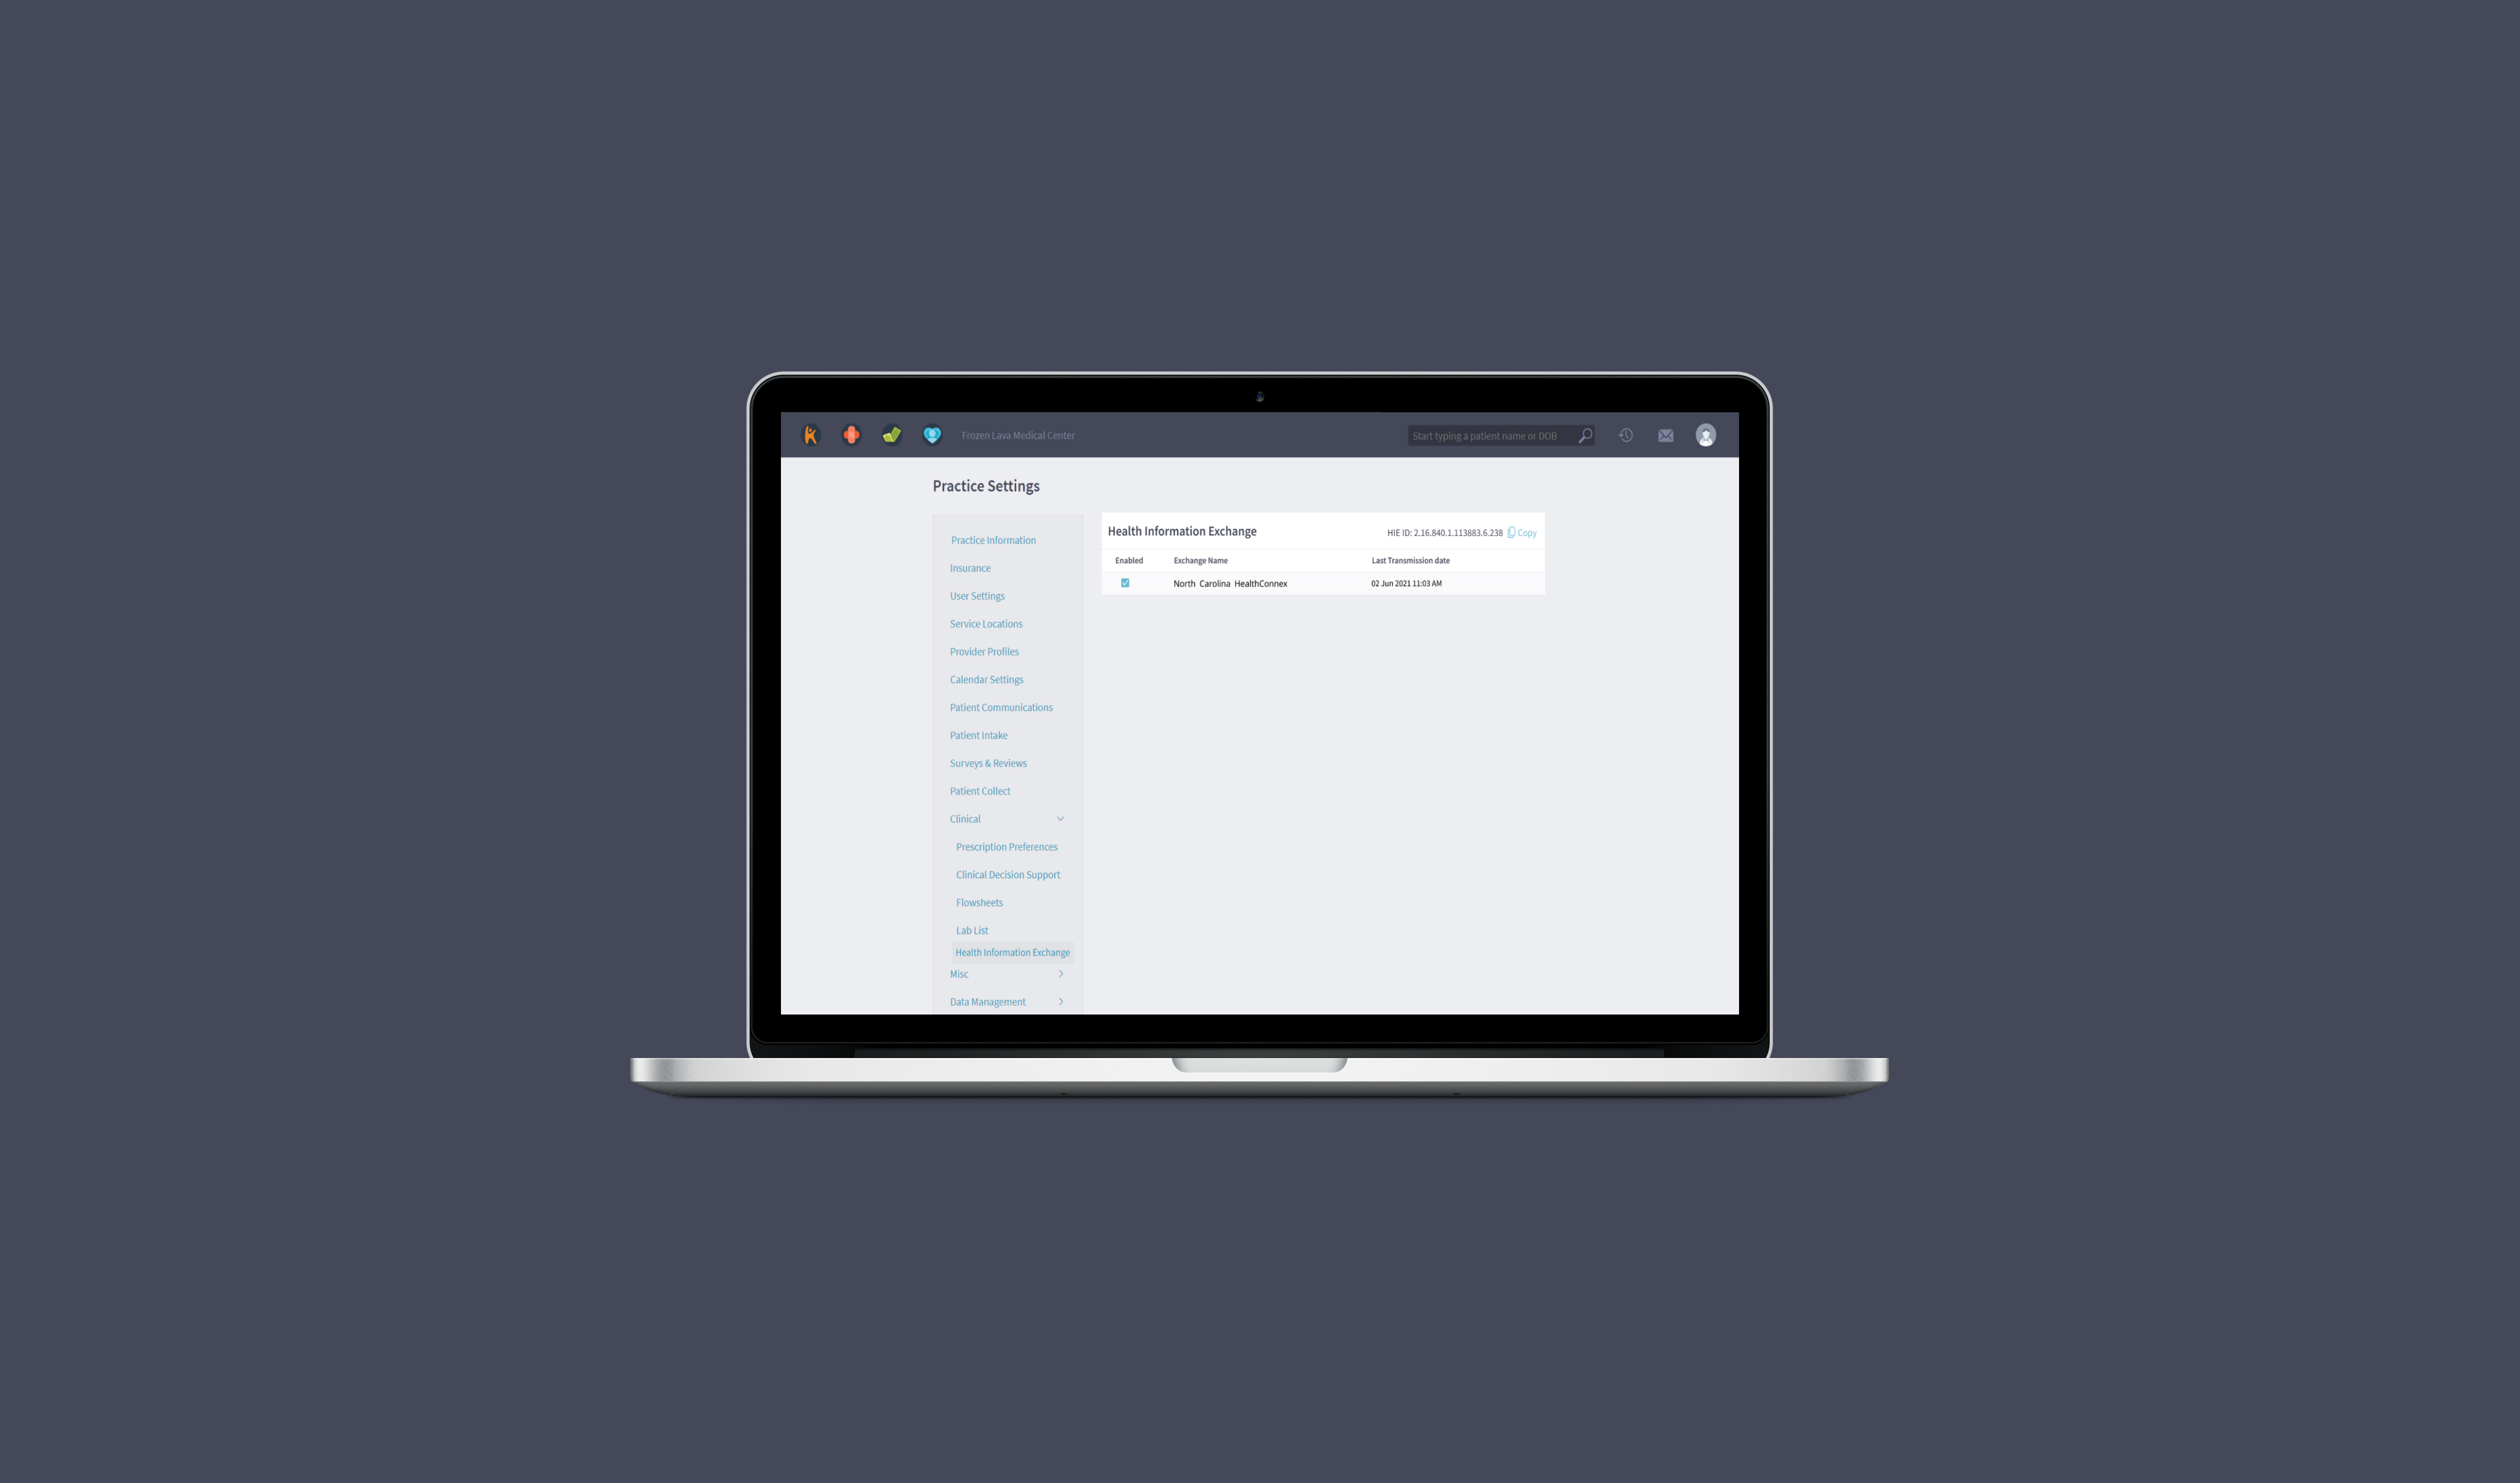 Frozen Lava Medical Center
Start typing a patient name or DOB
Practice Settings
Practice Information
Insurance
User Settings
Service Locations
Provider Profiles
Calendar Settings
Patient Communications
Patient Intake
Surveys & Reviews
Patient Collect
Clinical
Prescription Preferences
Clinical Decision Support
Flowsheets
Lab List
Health Information Exchange
Misc
Data Management
Health Information Exchange
HIE ID: 2.16.840.1.113883.6.238 Copy
Enabled Exchange Name Last Transmission date
North Carolina HealthConnex 02 Jun 2021 11:03 AM